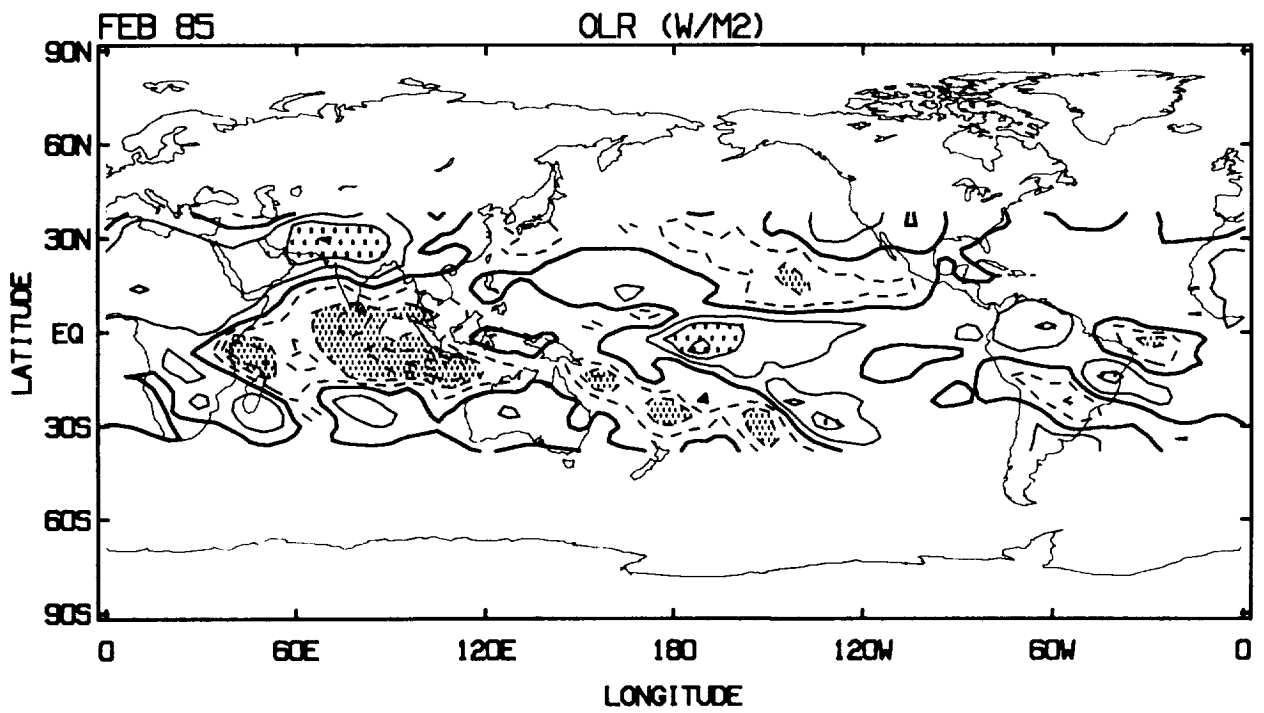 FEB 85
OLR (W/M2)
90N
60N
30N
EQ
30S
60S
90S
LATITUDE
0
60E
120E
180
120W
60W
0
LONGITUDE